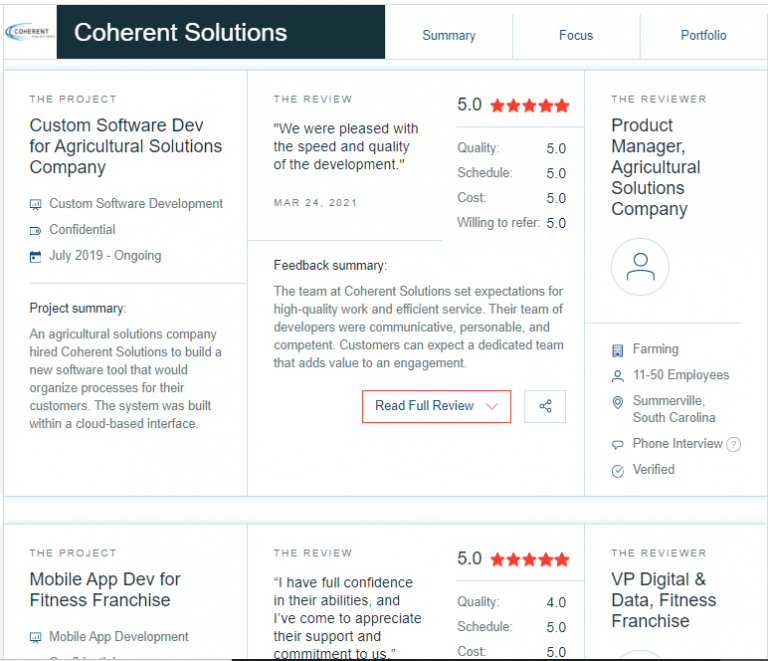 COHERENT
Coherent Solutions
Summary
Focus
Portfolio
THE PROJECT
Custom Software Dev
for Agricultural Solutions
Company
Custom Software Development
Confidential
July 2019 - Ongoing
Project summary:
An agricultural solutions company
hired Coherent Solutions to build a
new software tool that would
organize processes for their
customers. The system was built
within a cloud-based interface.
THE REVIEW
"We were pleased with
the speed and quality
of the development."
MAR 24, 2021
5.0
Quality: 5.0
Schedule: 5.0
Cost: 5.0
Willing to refer: 5.0
Feedback summary:
The team at Coherent Solutions set expectations for
high-quality work and efficient service. Their team of
developers were communicative, personable, and
competent. Customers can expect a dedicated team
that adds value to an engagement.
Read Full Review
THE REVIEWER
Product
Manager,
Agricultural
Solutions
Company
Farming
11-50 Employees
Summerville,
South Carolina
Phone Interview ?
Verified
THE PROJECT
Mobile App Dev for
Fitness Franchise
Mobile App Development
THE REVIEW
“I have full confidence
in their abilities, and
I’ve come to appreciate
their support and
commitment to us.”
5.0
Quality: 4.0
Schedule: 5.0
Cost: 5.0
THE REVIEWER
VP Digital &
Data, Fitness
Franchise